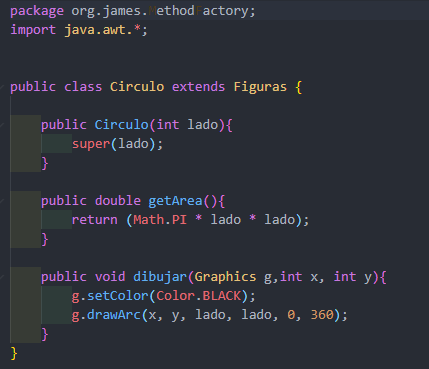 package org.james.MethodFactory;
import java.awt.*;
public class Circulo extends Figuras {
public Circulo(int lado){
super(lado);
}
public double getArea(){
return (Math.PI * lado * lado);
}
public void dibujar(Graphics g,int x, int y){
g.setColor(Color.BLACK);
g.drawArc(x, y, lado, lado, 0, 360);
}
}